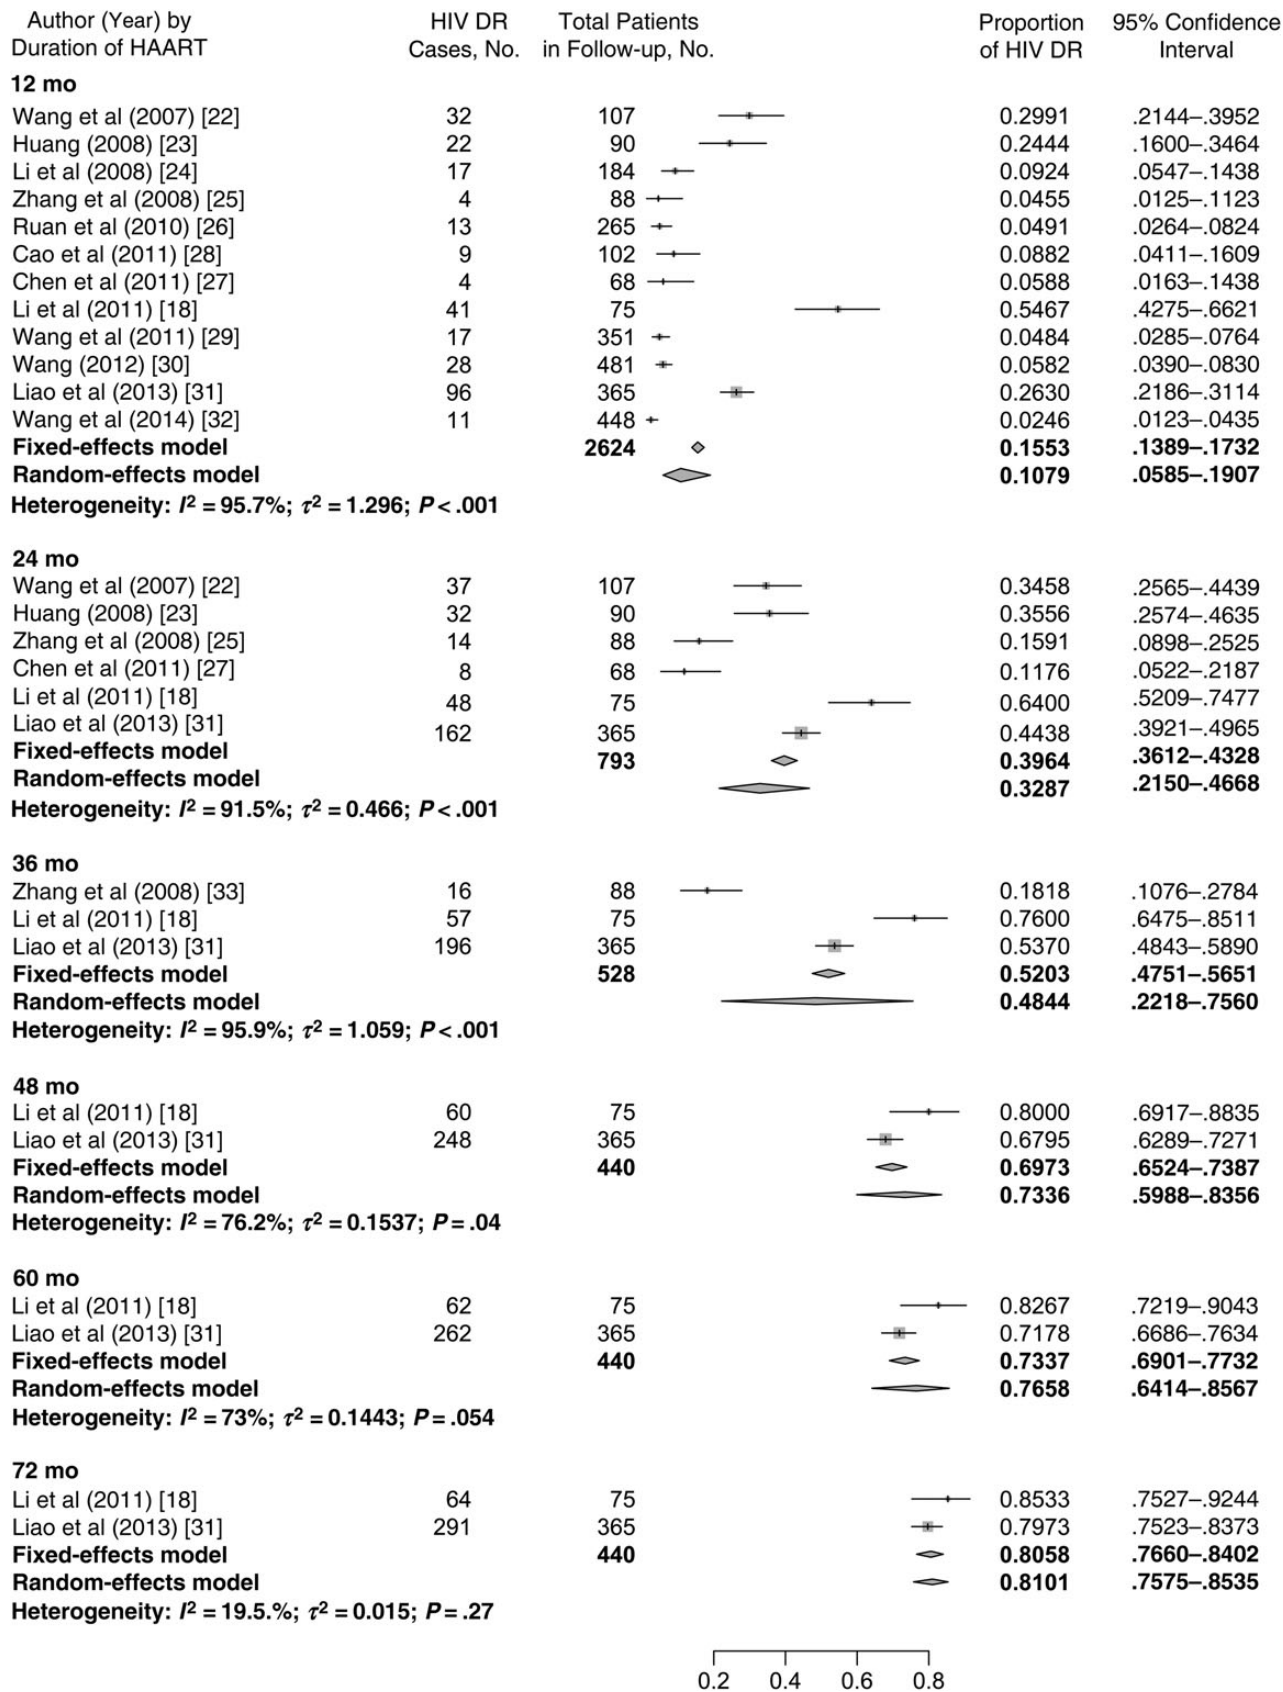 Author (Year) by HIV DR Total Patients Proportion 95% Confidence
Duration of HAART Cases, No. in Follow-up, No. of HIV DR Interval
12 mo
Wang et al (2007) [22] 32 107 0.2991 .2144–.3952
Huang (2008) [23] 22 90 0.2444 .1600–.3464
Li et al (2008) [24] 17 184 0.0924 .0547–.1438
Zhang et al (2008) [25] 4 88 0.0455 .0125–.1123
Ruan et al (2010) [26] 13 265 0.0491 .0264–.0824
Cao et al (2011) [28] 9 102 0.0882 .0411–.1609
Chen et al (2011) [27] 4 68 0.0588 .0163–.1438
Li et al (2011) [18] 41 75 0.5467 .4275–.6621
Wang et al (2011) [29] 17 351 0.0484 .0285–.0764
Wang (2012) [30] 28 481 0.0582 .0390–.0830
Liao et al (2013) [31] 96 365 0.2630 .2186–.3114
Wang et al (2014) [32] 11 448 0.0246 .0123–.0435
Fixed-effects model 2624 0.1553 .1389–.1732
Random-effects model 0.1079 .0585–.1907
Heterogeneity: I² = 95.7%; τ² = 1.296; P < .001
24 mo
Wang et al (2007) [22] 37 107 0.3458 .2565–.4439
Huang (2008) [23] 32 90 0.3556 .2574–.4635
Zhang et al (2008) [25] 14 88 0.1591 .0898–.2525
Chen et al (2011) [27] 8 68 0.1176 .0522–.2187
Li et al (2011) [18] 48 75 0.6400 .5209–.7477
Liao et al (2013) [31] 162 365 0.4438 .3921–.4965
Fixed-effects model 793 0.3964 .3612–.4328
Random-effects model 0.3287 .2150–.4668
Heterogeneity: I² = 91.5%; τ² = 0.466; P < .001
36 mo
Zhang et al (2008) [33] 16 88 0.1818 .1076–.2784
Li et al (2011) [18] 57 75 0.7600 .6475–.8511
Liao et al (2013) [31] 196 365 0.5370 .4843–.5890
Fixed-effects model 528 0.5203 .4751–.5651
Random-effects model 0.4844 .2218–.7560
Heterogeneity: I² = 95.9%; τ² = 1.059; P < .001
48 mo
Li et al (2011) [18] 60 75 0.8000 .6917–.8835
Liao et al (2013) [31] 248 365 0.6795 .6289–.7271
Fixed-effects model 440 0.6973 .6524–.7387
Random-effects model 0.7336 .5988–.8356
Heterogeneity: I² = 76.2%; τ² = 0.1537; P = .04
60 mo
Li et al (2011) [18] 62 75 0.8267 .7219–.9043
Liao et al (2013) [31] 262 365 0.7178 .6686–.7634
Fixed-effects model 440 0.7337 .6901–.7732
Random-effects model 0.7658 .6414–.8567
Heterogeneity: I² = 73%; τ² = 0.1443; P = .054
72 mo
Li et al (2011) [18] 64 75 0.8533 .7527–.9244
Liao et al (2013) [31] 291 365 0.7973 .7523–.8373
Fixed-effects model 440 0.8058 .7660–.8402
Random-effects model 0.8101 .7575–.8535
Heterogeneity: I² = 19.5.%; τ² = 0.015; P = .27
0.2 0.4 0.6 0.8